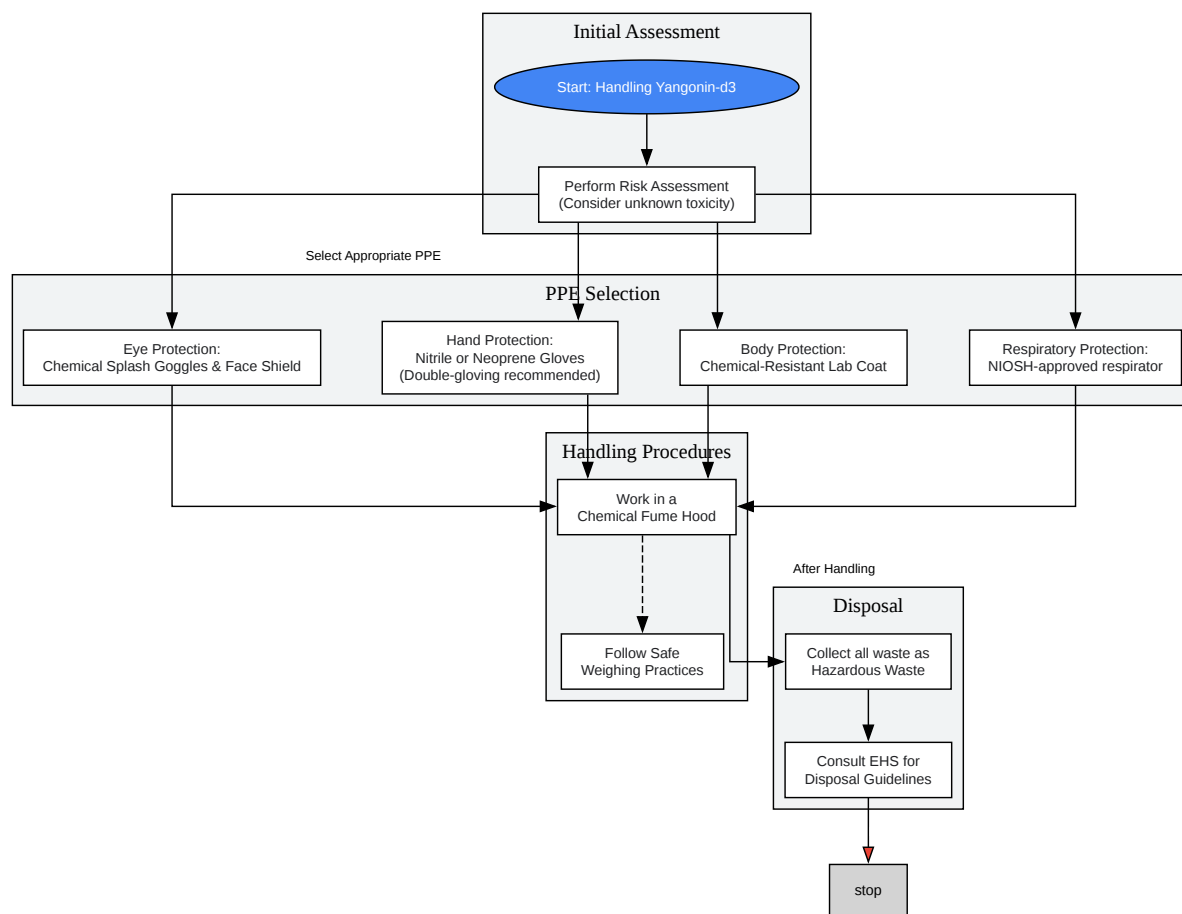 Initial Assessment
Start: Handling Yangonin-d3
Perform Risk Assessment
(Consider unknown toxicity)
Select Appropriate PPE
PPE Selection
Eye Protection:
Chemical Splash Goggles & Face Shield
Hand Protection:
Nitrile or Neoprene Gloves
(Double-gloving recommended)
Body Protection:
Chemical-Resistant Lab Coat
Respiratory Protection:
NIOSH-approved respirator
Handling Procedures
Work in a
Chemical Fume Hood
After Handling
Follow Safe
Weighing Practices
Disposal
Collect all waste as
Hazardous Waste
Consult EHS for
Disposal Guidelines
stop